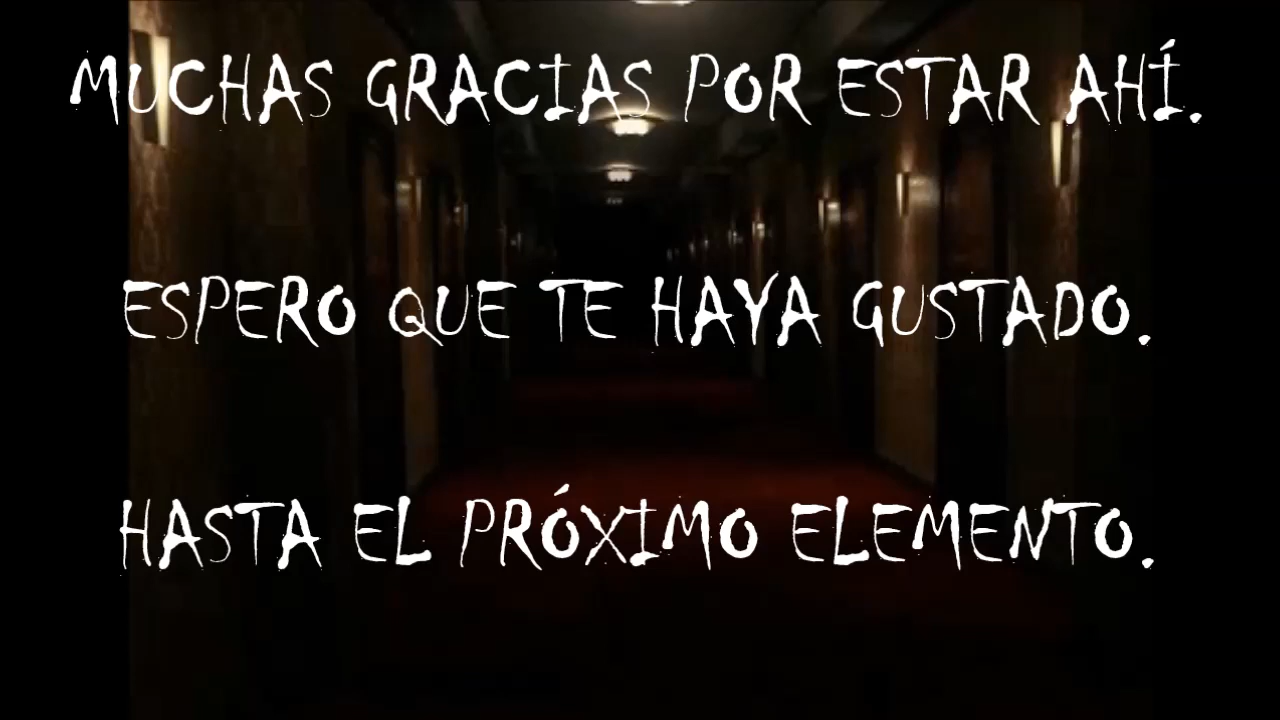 MUCHAS GRACIAS POR ESTAR AHÍ.
ESPERO QUE TE HAYA GUSTADO.
HASTA EL PRÓXIMO ELEMENTO.